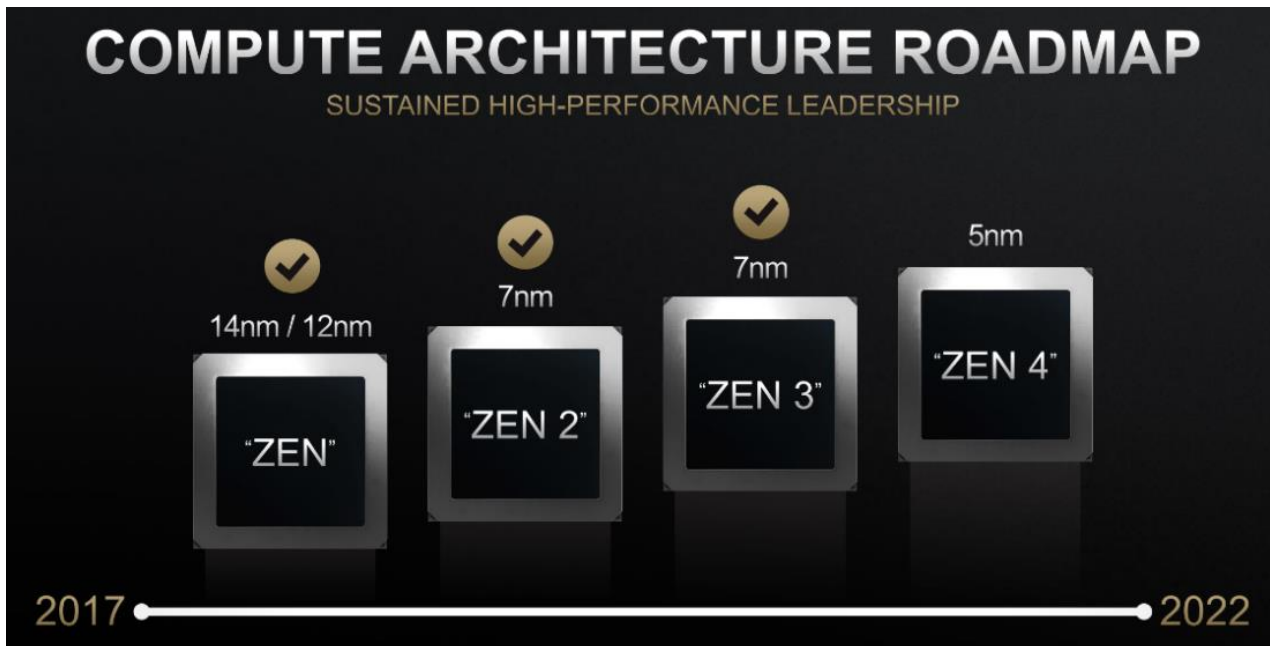 COMPUTE ARCHITECTURE ROADMAP
SUSTAINED HIGH-PERFORMANCE LEADERSHIP
14nm / 12nm
“ZEN”
7nm
“ZEN 2”
7nm
“ZEN 3”
5nm
“ZEN 4”
2017
2022